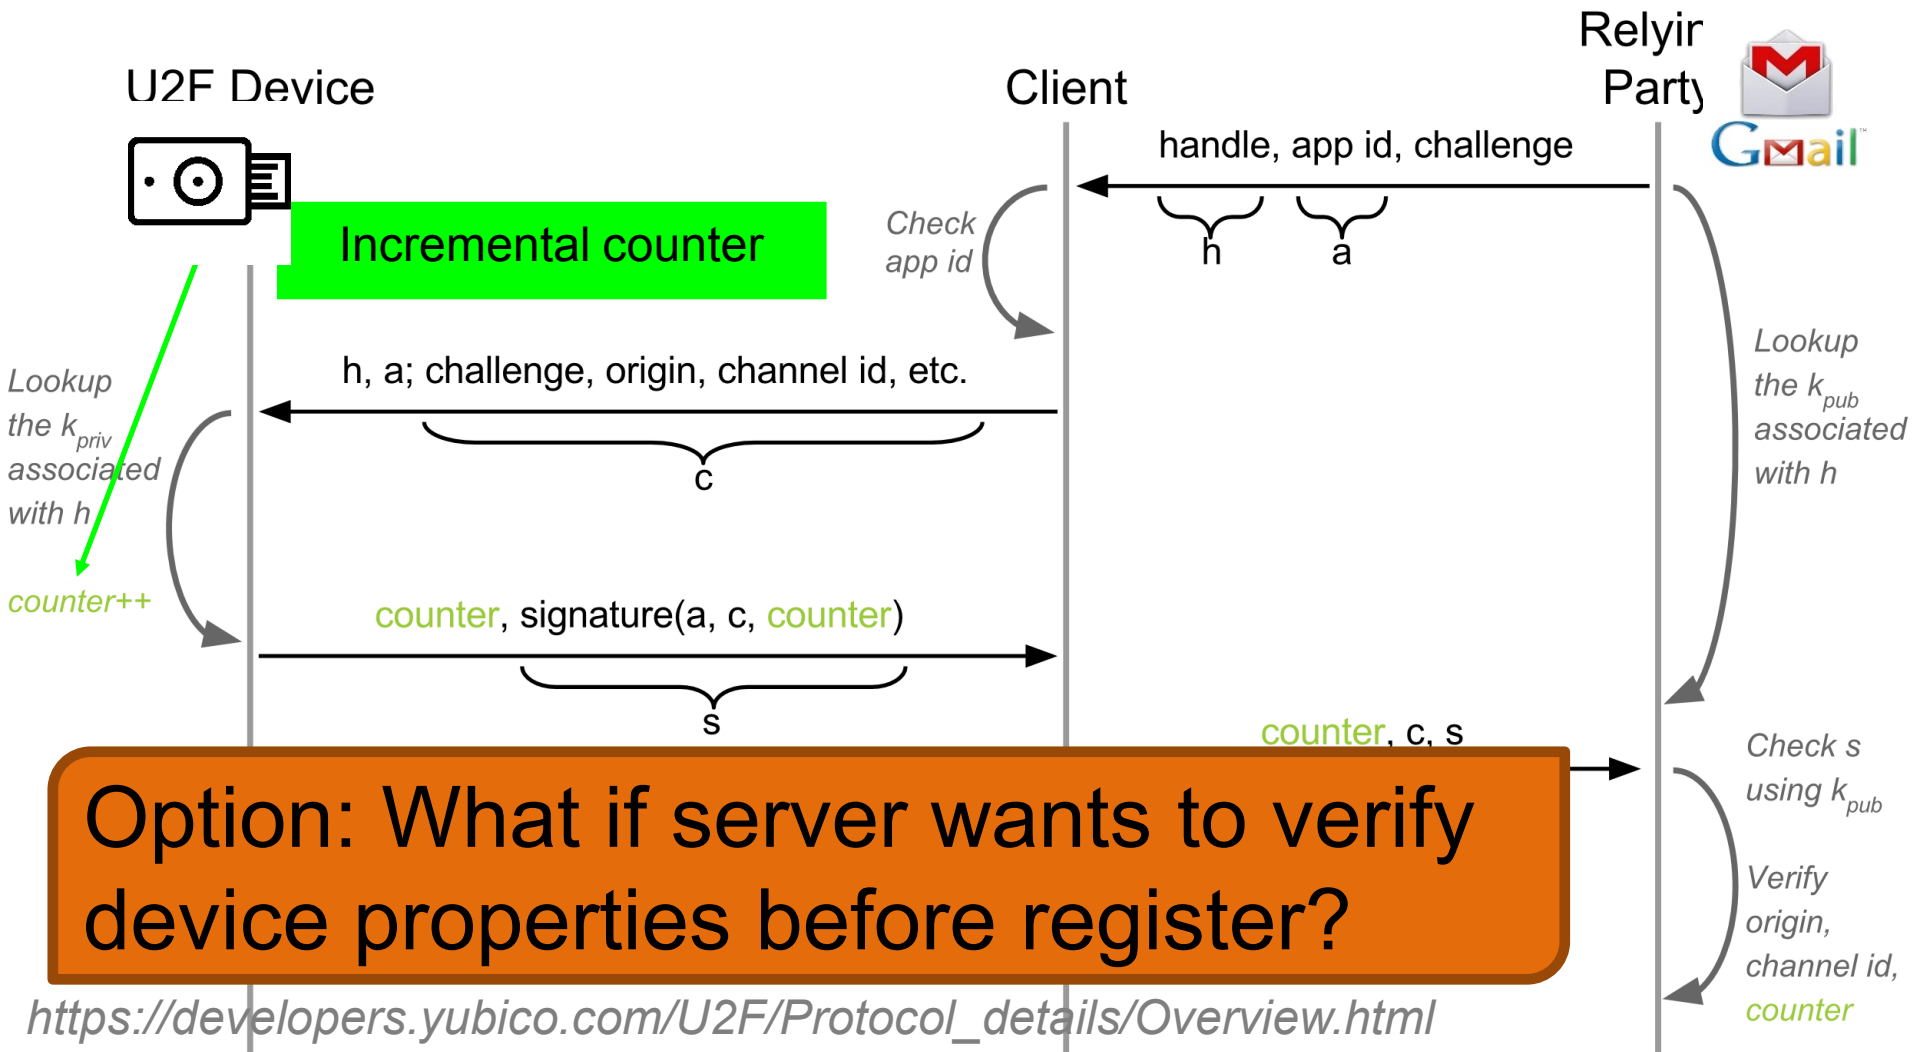 Relyin
Party
U2F Device
Client
Gmail
handle, app id, challenge
h
a
Check
app id
Incremental counter
h, a; challenge, origin, channel id, etc.
c
Lookup
the kpriv
associated
with h
counter++
Lookup
the kpub
associated
with h
counter, signature(a, c, counter)
s
counter, c, s
Check s
using kpub
Verify
origin,
channel id,
counter
Option: What if server wants to verify
device properties before register?
https://developers.yubico.com/U2F/Protocol_details/Overview.html